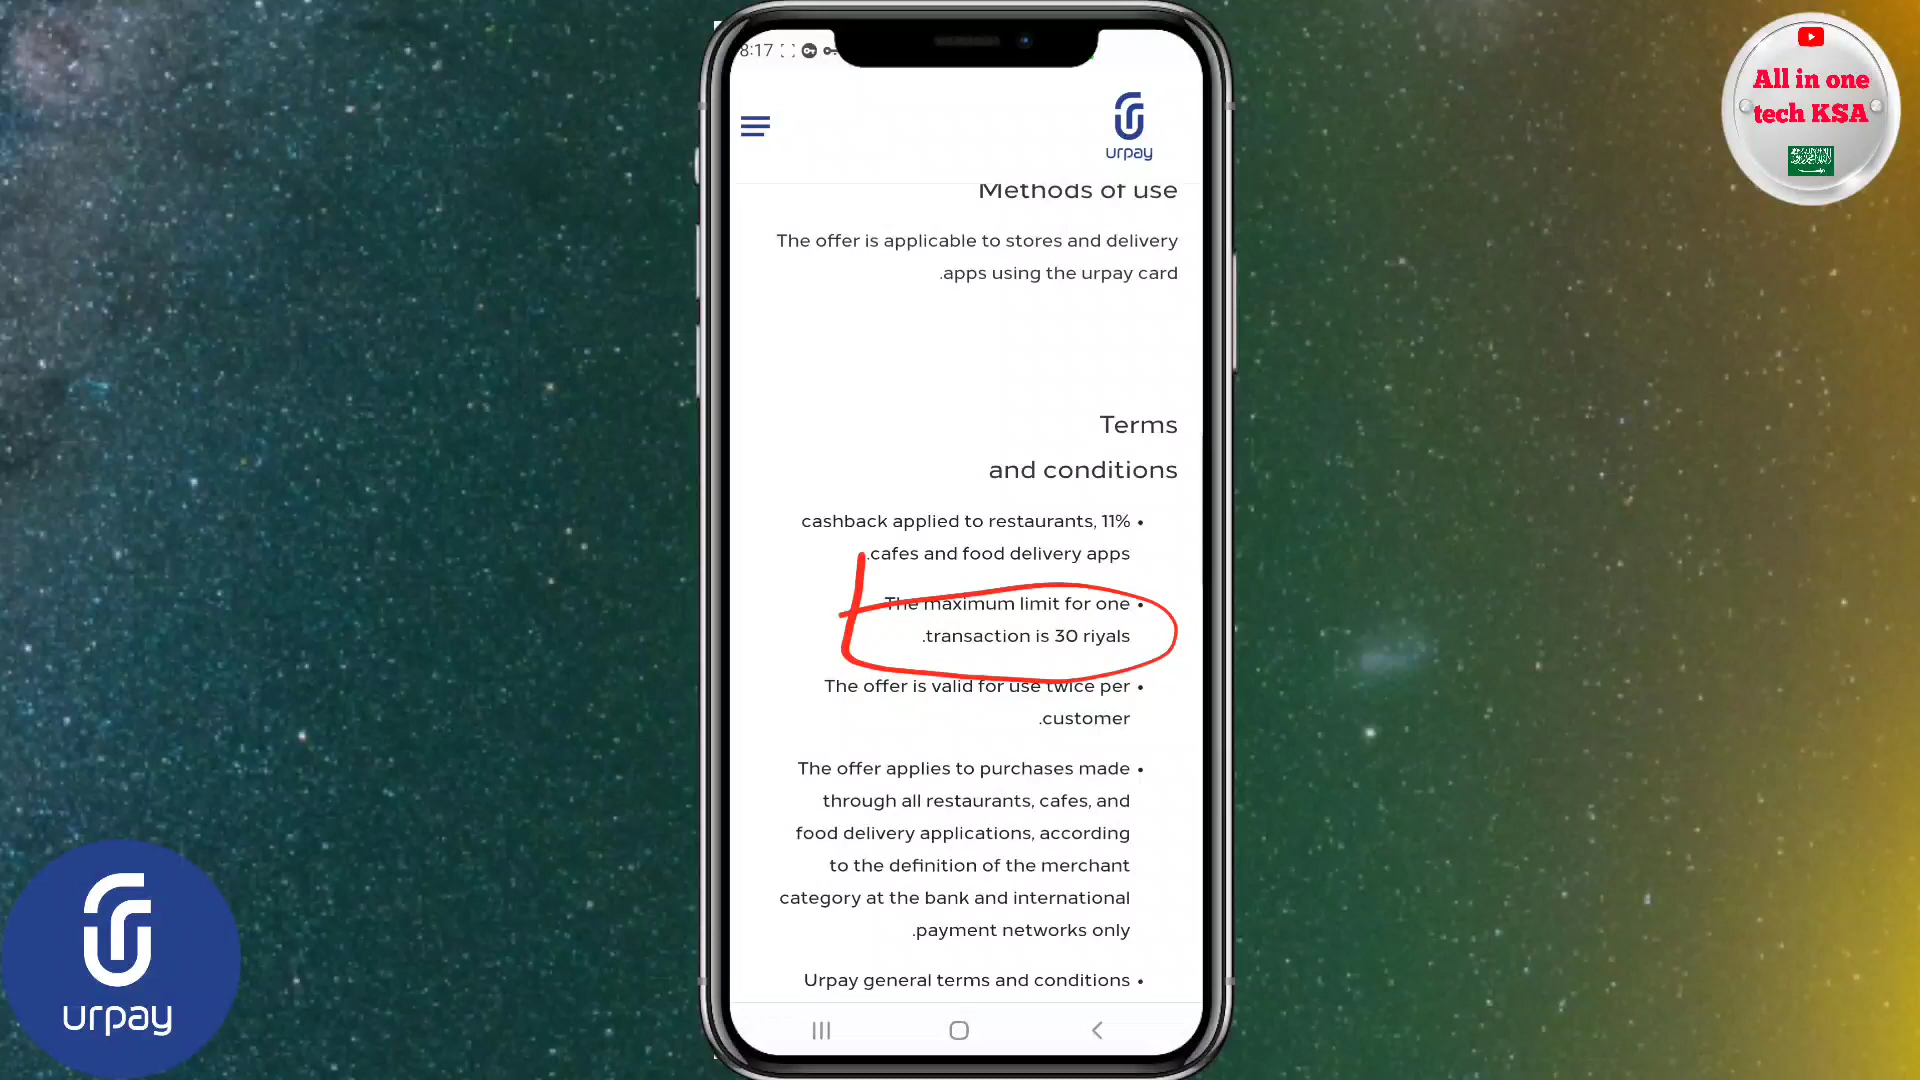 8:17
urpay
Methods of use
The offer is applicable to stores and delivery
.apps using the urpay card
Terms
and conditions
cashback applied to restaurants, 11% •
.cafes and food delivery apps
The maximum limit for one •
.transaction is 30 riyals
The offer is valid for use twice per •
.customer
The offer applies to purchases made •
through all restaurants, cafes, and
food delivery applications, according
to the definition of the merchant
category at the bank and international
.payment networks only
Urpay general terms and conditions •
All in one
tech KSA
urpay